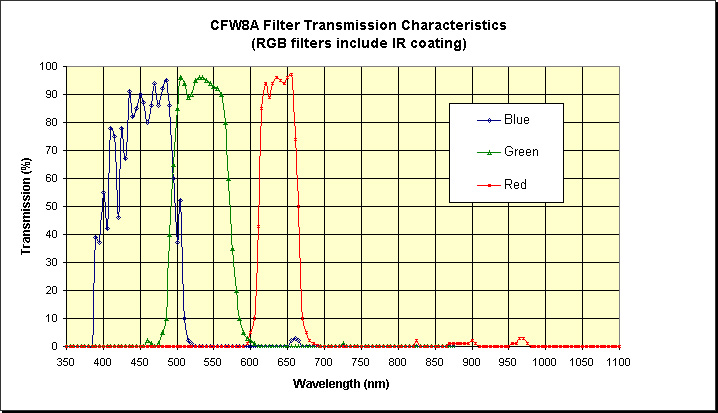 CFW8A Filter Transmission Characteristics
(RGB filters include IR coating)
Transmission (%)
100
90
80
70
60
50
40
30
20
10
0
Blue
Green
Red
350 400 450 500 550 600 650 700 750 800 850 900 950 1000 1050 1100
Wavelength (nm)